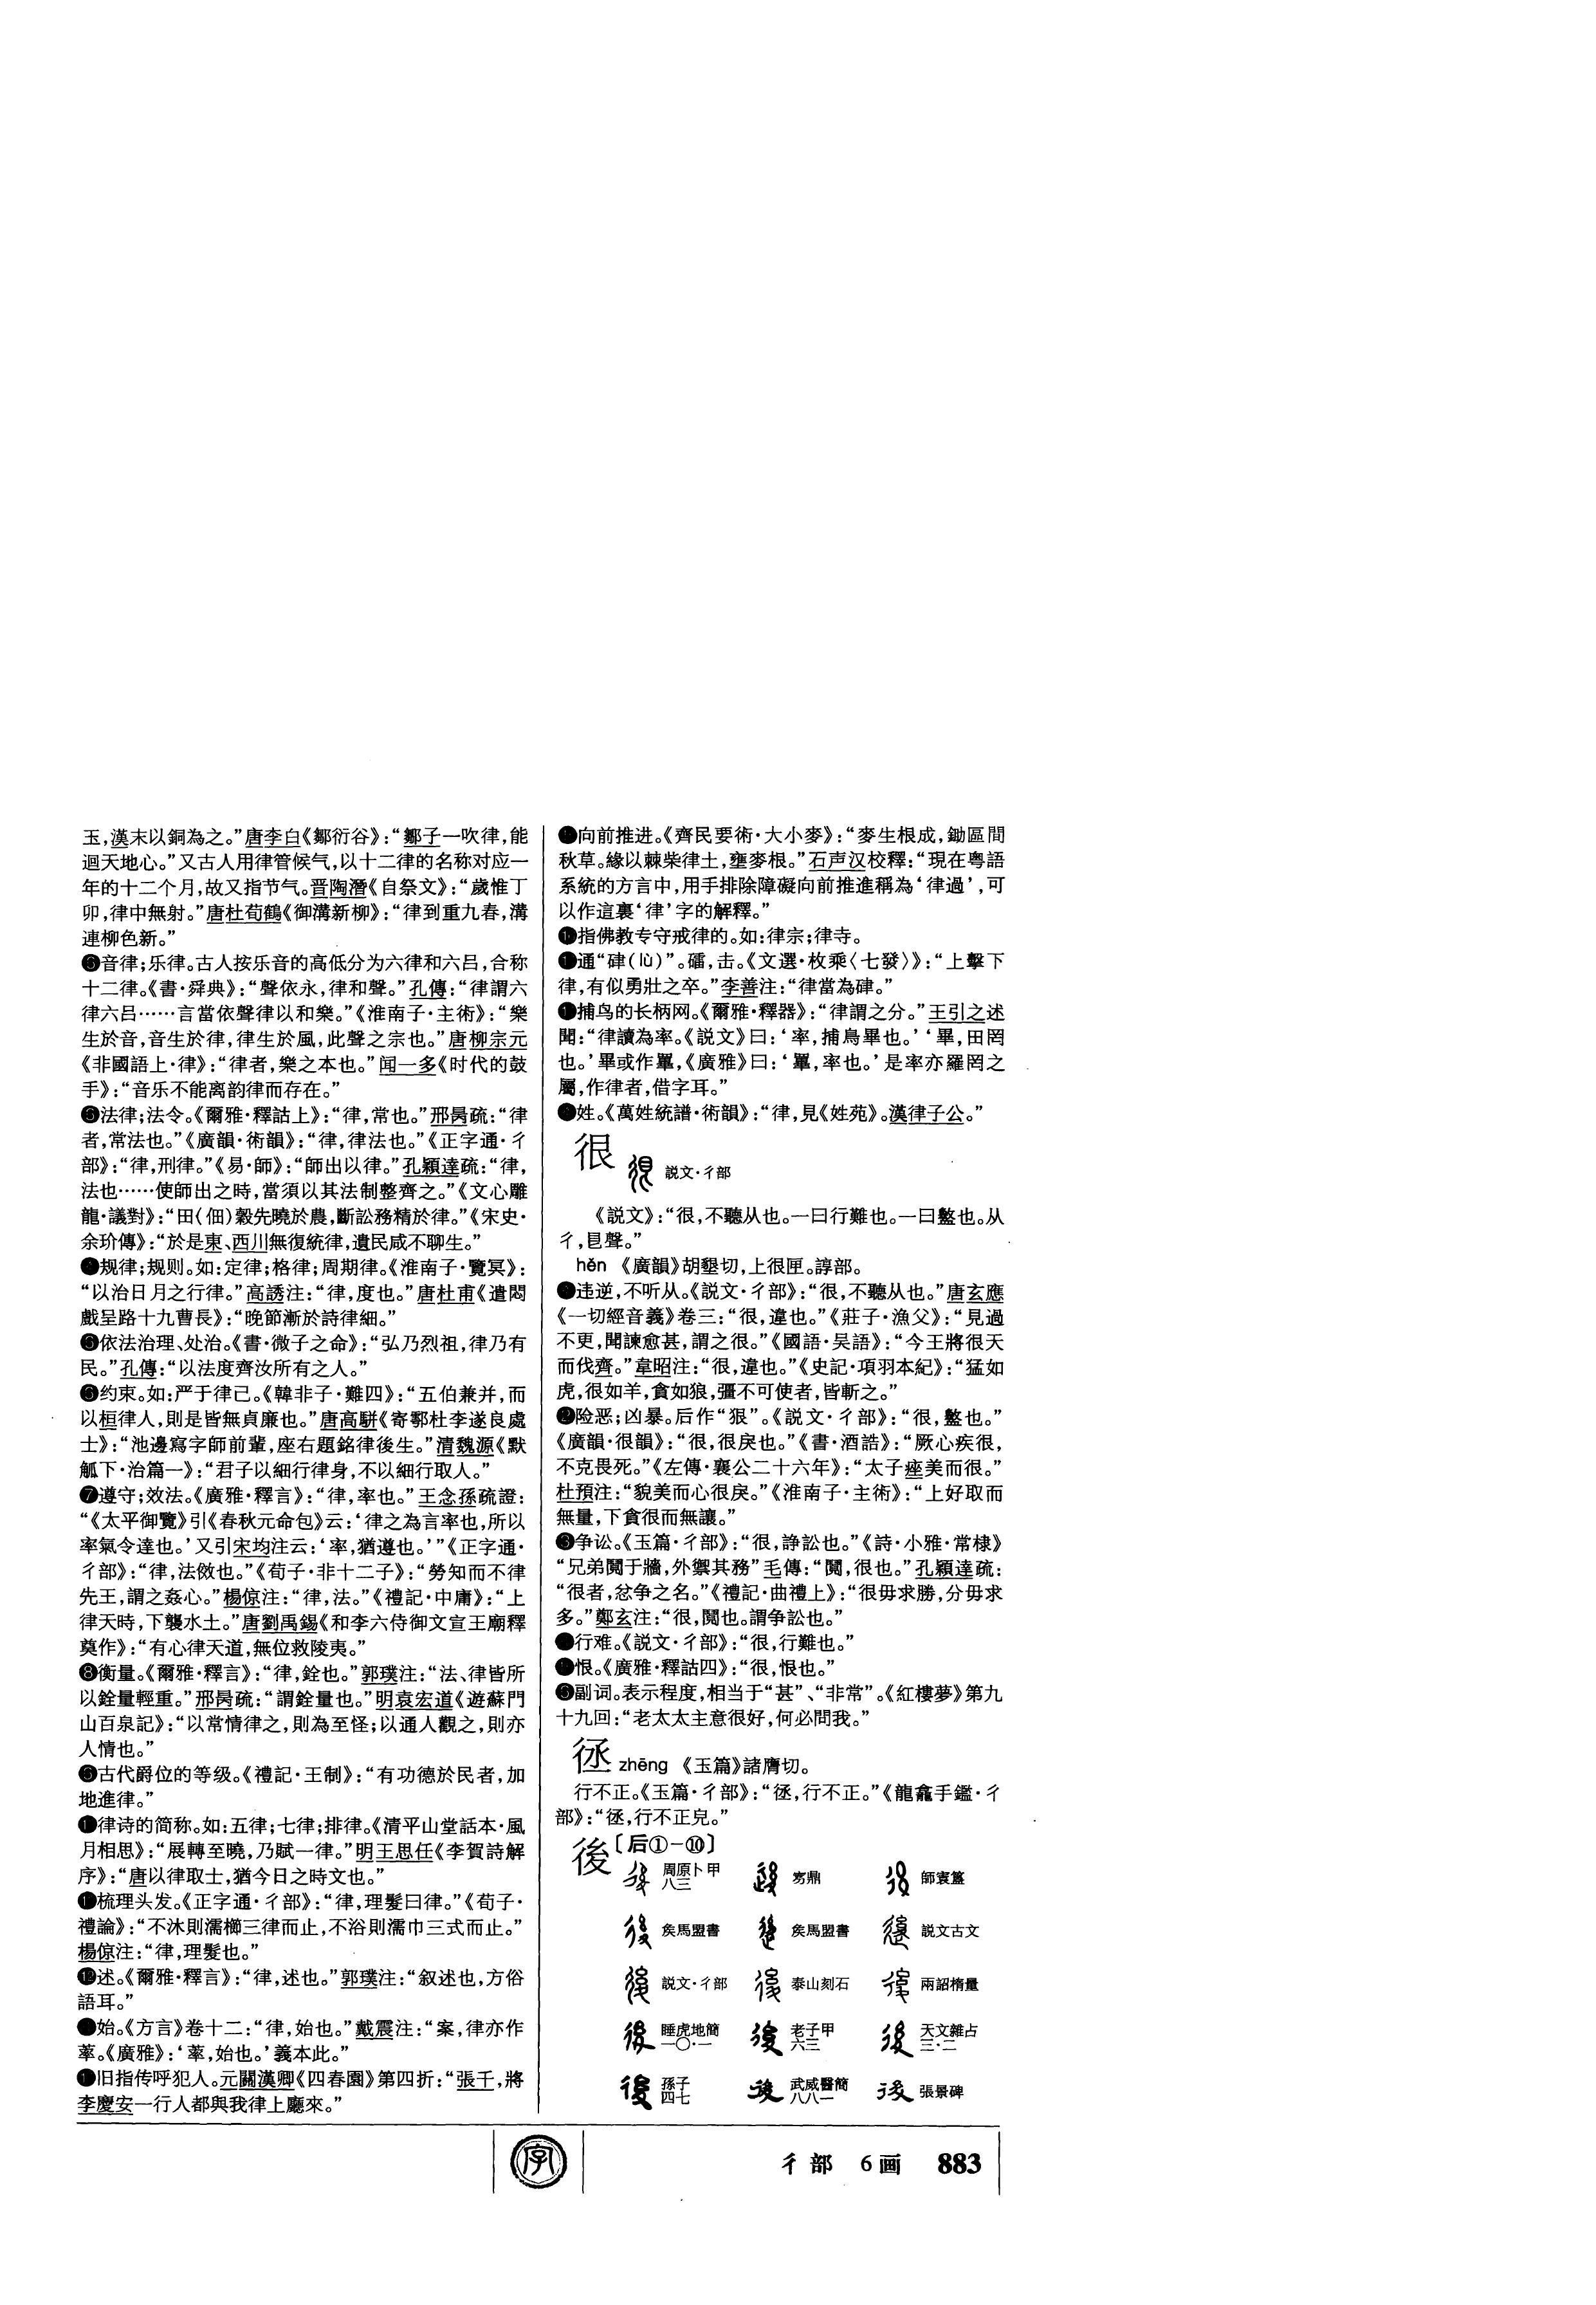 玉，漢末以銅為之。”唐李白《鄒衍谷》：“鄒子一吹律，能
迴天地心。”又古人用律管候气，以十二律的名称对应一
年的十二个月，故又指节气。晋陶潛《自祭文》：“歲惟丁
卯，律中無射。”唐杜荀鶴《御溝新柳》：“律到重九春，溝
連柳色新。”
音律；乐律。古人按乐音的高低分为六律和六吕，合称
十二律。《書·舜典》：“聲依永，律和聲。”孔傳：“律謂六
律六吕……言當依聲律以和樂。”《淮南子·主術》：“樂
生於音，音生於律，律生於風，此聲之宗也。”唐柳宗元
《非國語上·律》：“律者，樂之本也。”闻一多《时代的鼓
手》：“音乐不能离韵律而存在。”
法律；法令。《爾雅·釋詁上》：“律，常也。”邢昺疏：“律
者，常法也。”《廣韻·術韻》：“律，律法也。”《正字通·彳
部》：“律，刑律。”《易·師》：“師出以律。”孔穎達疏：“律，
法也……使師出之時，當須以其法制整齊之。”《文心雕
龍·議對》：“田〈佃〉穀先曉於農，斷訟務精於律。”《宋史·
余玠傳》：“於是東、西川無復統律，遺民咸不聊生。”
规律；规则。如：定律；格律；周期律。《淮南子·覽冥》：
“以治日月之行律。”高誘注：“律，度也。”唐杜甫《遣悶
戲呈路十九曹長》：“晚節漸於詩律細。”
依法治理、处治。《書·微子之命》：“弘乃烈祖，律乃有
民。”孔傳：“以法度齊汝所有之人。”
❻约束。如：严于律已。《韓非子·難四》：“五伯兼并，而
以桓律人，則是皆無貞廉也。”唐高駢《寄鄠杜李遂良處
士》：“池邊寫字師前輩，座右題銘律後生。”清魏源《默
觚下·治篇一》：“君子以細行律身，不以細行取人。”
❼遵守；效法。《廣雅·釋言》：“律，率也。”王念孫疏證：
“《太平御覽》引《春秋元命包》云：‘律之為言率也，所以
率氣令達也。’又引宋均注云：‘率，猶遵也。’”《正字通·
彳部》：“律，法傚也。”《荀子·非十二子》：“勞知而不律
先王，謂之姦心。”楊倞注：“律，法。”《禮記·中庸》：“上
律天時，下襲水土。”唐劉禹錫《和李六侍御文宣王廟釋
奠作》：“有心律天道，無位救陵夷。”
❽衡量。《爾雅·釋言》：“律，銓也。”郭璞注：“法、律皆所
以銓量輕重。”邢昺疏：“謂銓量也。”明袁宏道《遊蘇門
山百泉記》：“以常情律之，則為至怪；以通人觀之，則亦
人情也。”
古代爵位的等级。《禮記·王制》：“有功德於民者，加
地進律。”
律诗的简称。如：五律；七律；排律。《清平山堂話本·風
月相思》：“展轉至曉，乃賦一律。”明王思任《李賀詩解
序》：“唐以律取士，猶今日之時文也。”
梳理头发。《正字通·彳部》：“律，理髮曰律。”《荀子·
禮論》：“不沐則濡櫛三律而止，不浴則濡巾三式而止。”
楊倞注：“律，理髮也。”
⓬述。《爾雅·釋言》：“律，述也。”郭璞注：“叙述也，方俗
語耳。”
始。《方言》卷十二：“律，始也。”戴震注：“案，律亦作
䔞。《廣雅》：‘䔞，始也。’義本此。”
旧指传呼犯人。元關漢卿《四春園》第四折：“張千，將
李慶安一行人都與我律上廳來。”
向前推进。《齊民要術·大小麥》：“麥生根成，鋤區間
秋草。緣以棘柴律土，壅麥根。”石声汉校釋：“現在粤語
系統的方言中，用手排除障礙向前推進稱為‘律過’，可
以作這裏‘律’字的解釋。”
指佛教专守戒律的。如：律宗；律寺。
通“硉(lù)”。礌，击。《文選·枚乘〈七發〉》：“上擊下
律，有似勇壯之卒。”李善注：“律當為硉。”
捕鸟的长柄网。《爾雅·釋器》：“律謂之分。”王引之述
聞：“律讀為率。《説文》曰：‘率，捕鳥畢也。’‘畢，田罔
也。’畢或作罼，《廣雅》曰：‘罼，率也。’是率亦羅罔之
屬，作律者，借字耳。”
姓。《萬姓統譜·術韻》：“律，見《姓苑》。漢律子公。”
很 説文·彳部
《説文》：“很，不聽从也。一曰行難也。一曰盭也。从
彳，㫐聲。”
hěn 《廣韻》胡墾切，上很匣。諄部。
违逆，不听从。《説文·彳部》：“很，不聽从也。”唐玄應
《一切經音義》卷三：“很，違也。”《莊子·漁父》：“見過
不更，聞諫愈甚，謂之很。”《國語·吴語》：“今王將很天
而伐齊。”韋昭注：“很，違也。”《史記·項羽本紀》：“猛如
虎，很如羊，貪如狼，彊不可使者，皆斬之。”
❷险恶；凶暴。后作“狠”。《説文·彳部》：“很，盭也。”
《廣韻·很韻》：“很，很戾也。”《書·酒誥》：“厥心疾很，
不克畏死。”《左傳·襄公二十六年》：“太子痤美而很。”
杜預注：“貌美而心很戾。”《淮南子·主術》：“上好取而
無量，下貪很而無讓。”
❸争讼。《玉篇·彳部》：“很，諍訟也。”《詩·小雅·常棣》
“兄弟鬩于牆，外禦其務”毛傳：“鬩，很也。”孔穎達疏：
“很者，忿争之名。”《禮記·曲禮上》：“很毋求勝，分毋求
多。”鄭玄注：“很，鬩也。謂争訟也。”
行难。《説文·彳部》：“很，行難也。”
恨。《廣雅·釋詁四》：“很，恨也。”
副词。表示程度，相当于“甚”、“非常”。《紅樓夢》第九
十九回：“老太太主意很好，何必問我。”
徎 zhēng 《玉篇》諸膺切。
行不正。《玉篇·彳部》：“㣉，行不正。”《龍龕手鑑·彳
部》：“㣉，行不正皃。”
後〔后①－⑩〕
周原卜甲八三 𠭯鼎 師𡩜簋
矦馬盟書 矦馬盟書 説文古文
説文·彳部 泰山刻石 兩詔橢量
睡虎地簡一〇·一 老子甲六三 天文雜占三·二
孫子四七 武威醫簡八八一 張景碑
字
彳部 6画 883